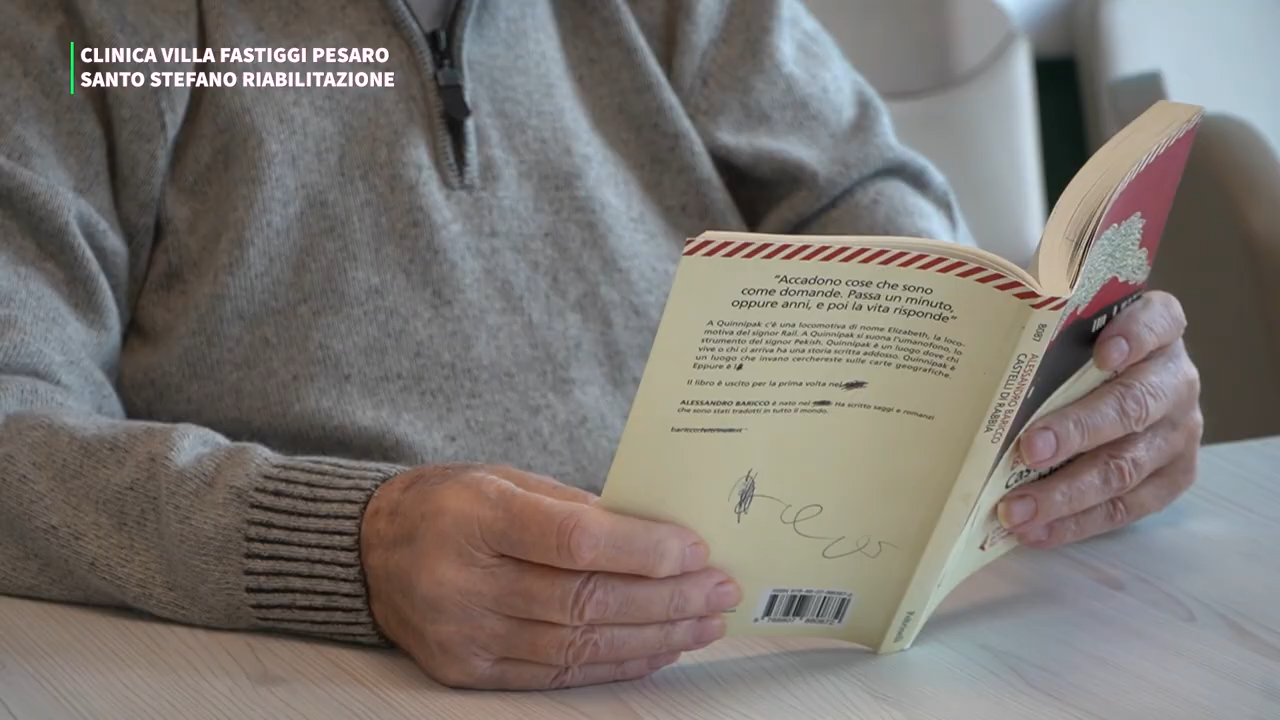 CLINICA VILLA FASTIGGI PESARO
SANTO STEFANO RIABILITAZIONE
"Accadono cose che sono
come domande. Passa un minuto,
oppure anni, e poi la vita risponde"
A Quinnipak c'è una locomotiva di nome Elizabeth, la loco-
motiva del signor Rail. A Quinnipak si suona l'umanofono, lo
strumento del signor Pekish. Quinnipak è un luogo dove chi
vive o chi ci arriva ha una storia scritta addosso. Quinnipak è
un luogo che invano cerchereste sulle carte geografiche.
Eppure è là
Il libro è uscito per la prima volta nel
ALESSANDRO BARICCO è nato nel Ha scritto saggi e romanzi
che sono stati tradotti in tutto il mondo.
8087
ALESSANDRO BARICCO
CASTELLI DI RABBIA
Feltrinelli